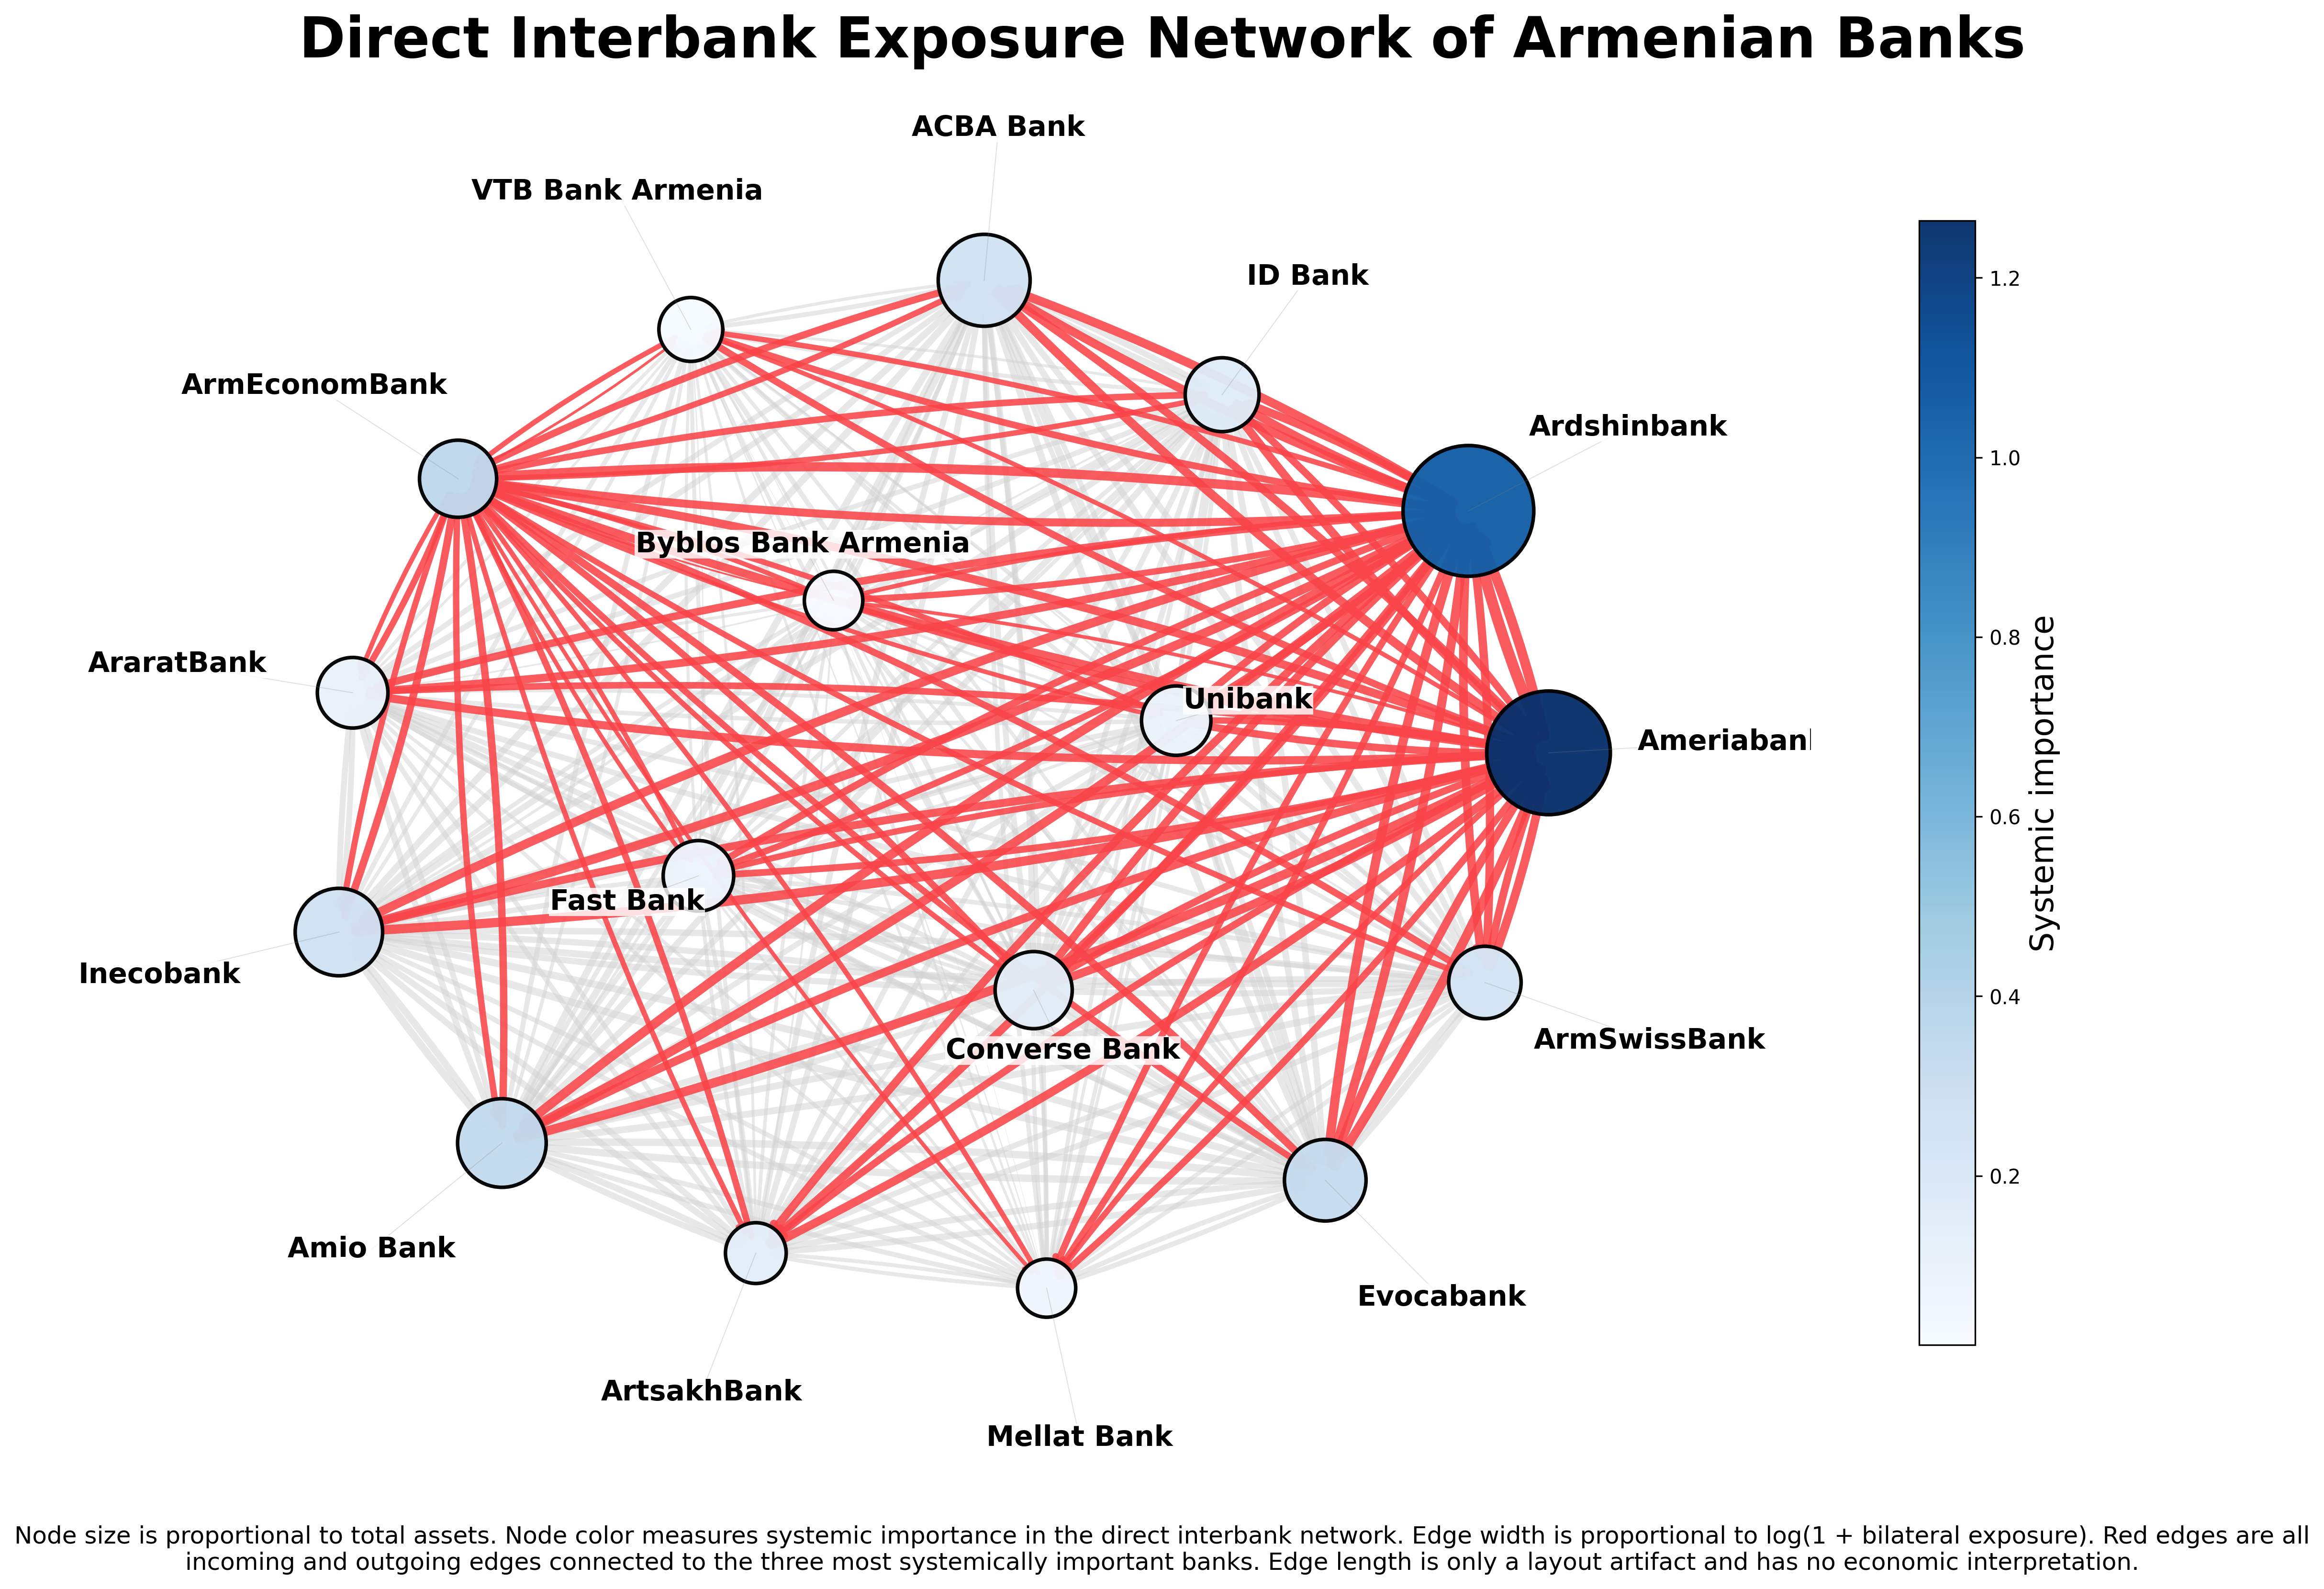 Direct Interbank Exposure Network of Armenian Banks
ACBA Bank
VTB Bank Armenia
ID Bank
ArmEconomBank
Ardshinbank
Byblos Bank Armenia
AraratBank
Unibank
Ameriaban
Fast Bank
Inecobank
Converse Bank
ArmSwissBank
Amio Bank
Evocabank
ArtsakhBank
Mellat Bank
1.2
1.0
0.8
0.6
0.4
0.2
Systemic importance
Node size is proportional to total assets. Node color measures systemic importance in the direct interbank network. Edge width is proportional to log(1 + bilateral exposure). Red edges are all
incoming and outgoing edges connected to the three most systemically important banks. Edge length is only a layout artifact and has no economic interpretation.